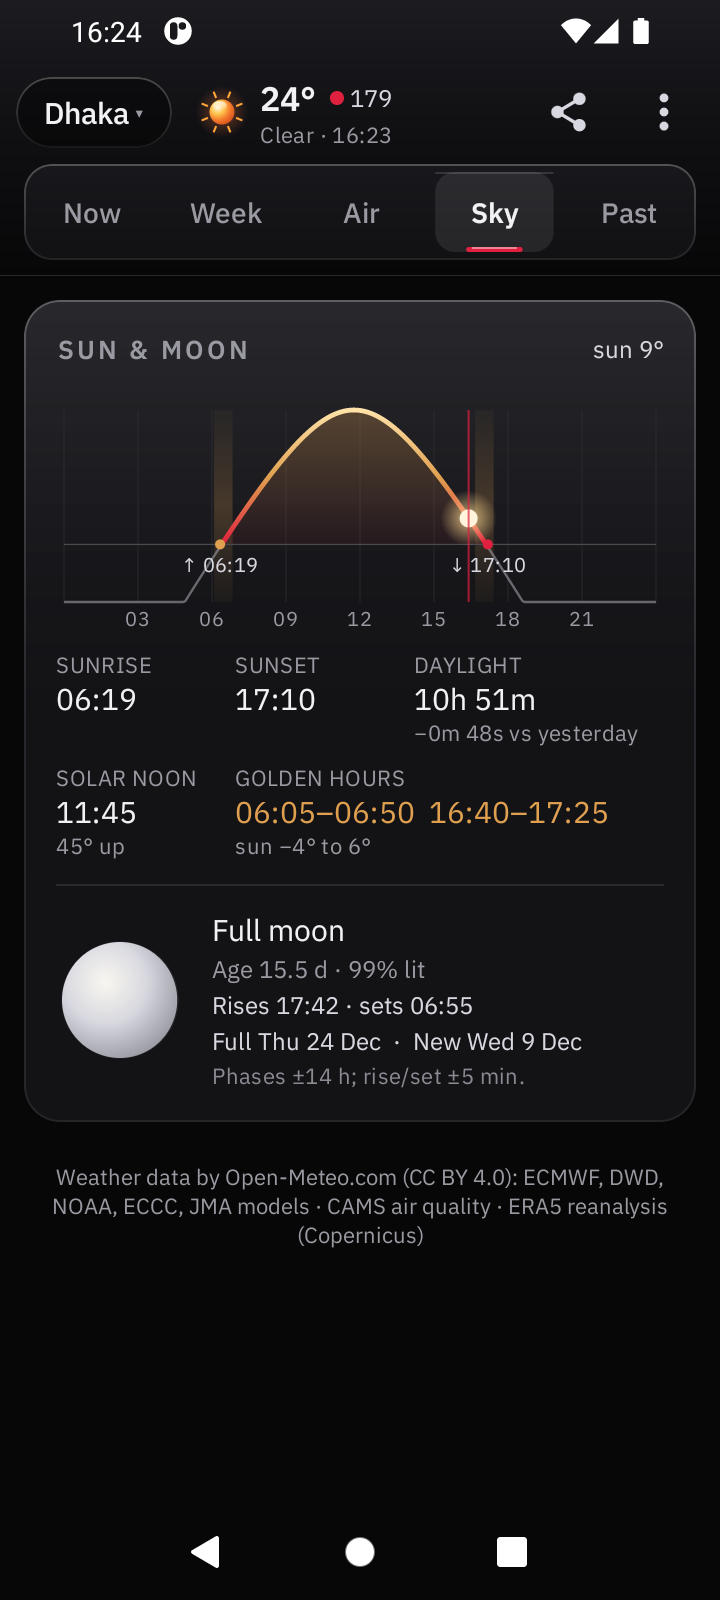 16:24
Dhaka ▾
24° 179
Clear · 16:23
Now Week Air Sky Past
SUN & MOON sun 9°
↑ 06:19 ↓ 17:10
03 06 09 12 15 18 21
SUNRISE SUNSET DAYLIGHT
06:19 17:10 10h 51m
−0m 48s vs yesterday
SOLAR NOON GOLDEN HOURS
11:45 06:05–06:50 16:40–17:25
45° up sun −4° to 6°
Full moon
Age 15.5 d · 99% lit
Rises 17:42 · sets 06:55
Full Thu 24 Dec · New Wed 9 Dec
Phases ±14 h; rise/set ±5 min.
Weather data by Open-Meteo.com (CC BY 4.0): ECMWF, DWD,
NOAA, ECCC, JMA models · CAMS air quality · ERA5 reanalysis
(Copernicus)